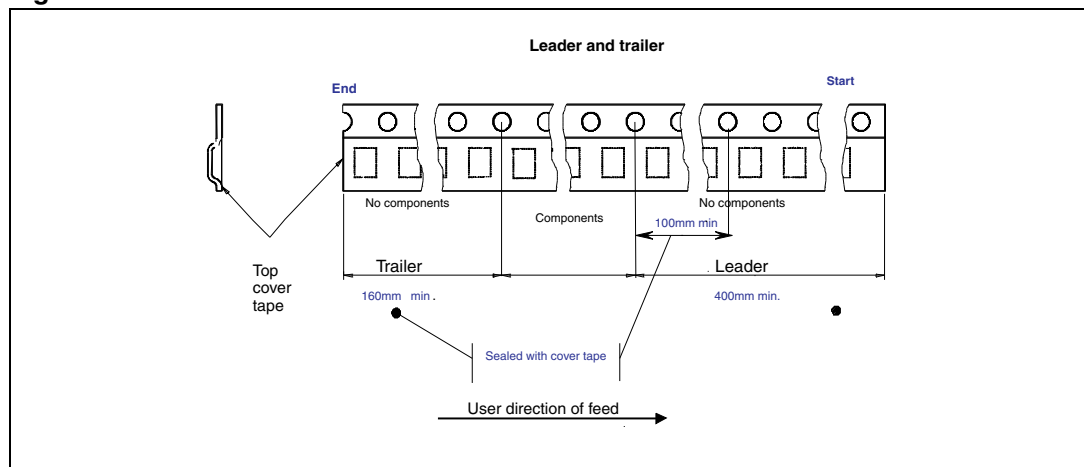 Leader and trailer
End
Start
No components
Components
No components
100mm min
Top
cover
tape
Trailer
Leader
160mm min.
400mm min.
Sealed with cover tape
User direction of feed